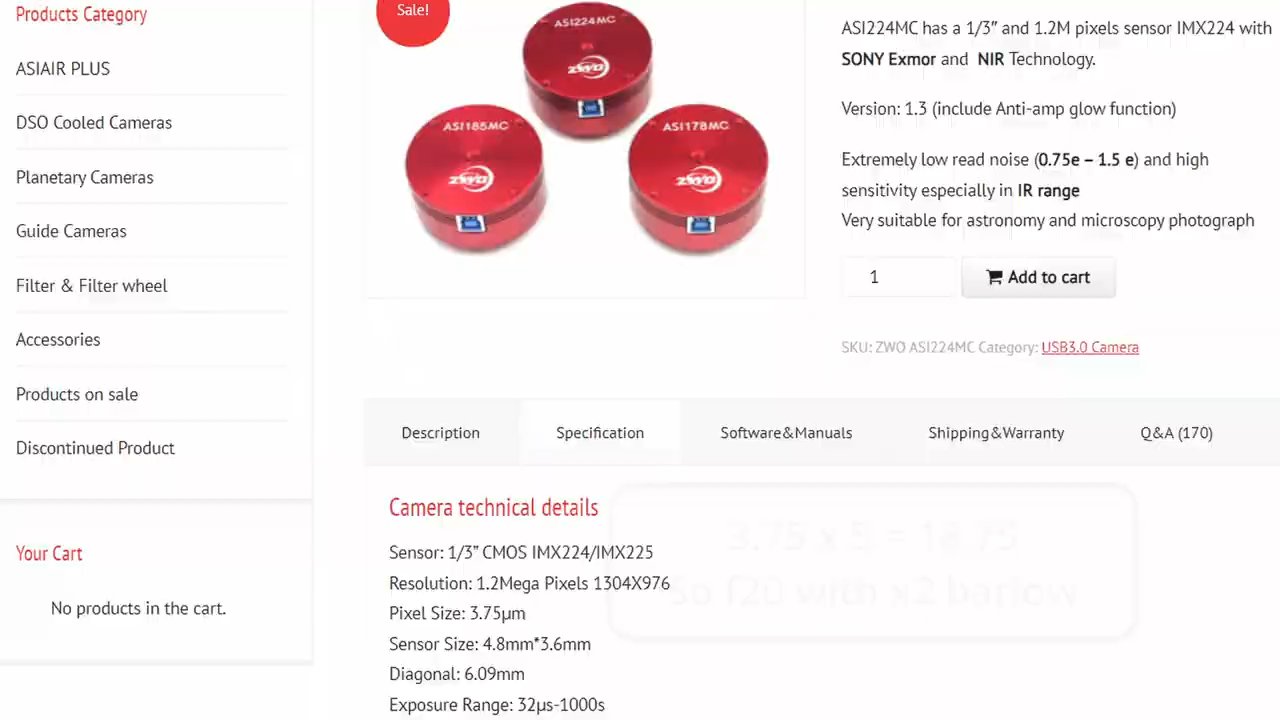 Products Category
ASIAIR PLUS
DSO Cooled Cameras
Planetary Cameras
Guide Cameras
Filter & Filter wheel
Accessories
Products on sale
Discontinued Product
Your Cart
No products in the cart.
Sale!
ASI224MC
ZWO
ASI185MC
ZWO
ASI178MC
ZWO
ASI224MC has a 1/3″ and 1.2M pixels sensor IMX224 with
SONY Exmor and NIR Technology.
Version: 1.3 (include Anti-amp glow function)
Extremely low read noise (0.75e – 1.5 e) and high
sensitivity especially in IR range
Very suitable for astronomy and microscopy photograph
1
Add to cart
SKU: ZWO ASI224MC Category: USB3.0 Camera
Description
Specification
Software&Manuals
Shipping&Warranty
Q&A (170)
Camera technical details
Sensor: 1/3” CMOS IMX224/IMX225
Resolution: 1.2Mega Pixels 1304X976
Pixel Size: 3.75µm
Sensor Size: 4.8mm*3.6mm
Diagonal: 6.09mm
Exposure Range: 32µs-1000s
3.75 x 5 = 18.75
So f20 with x2 barlow